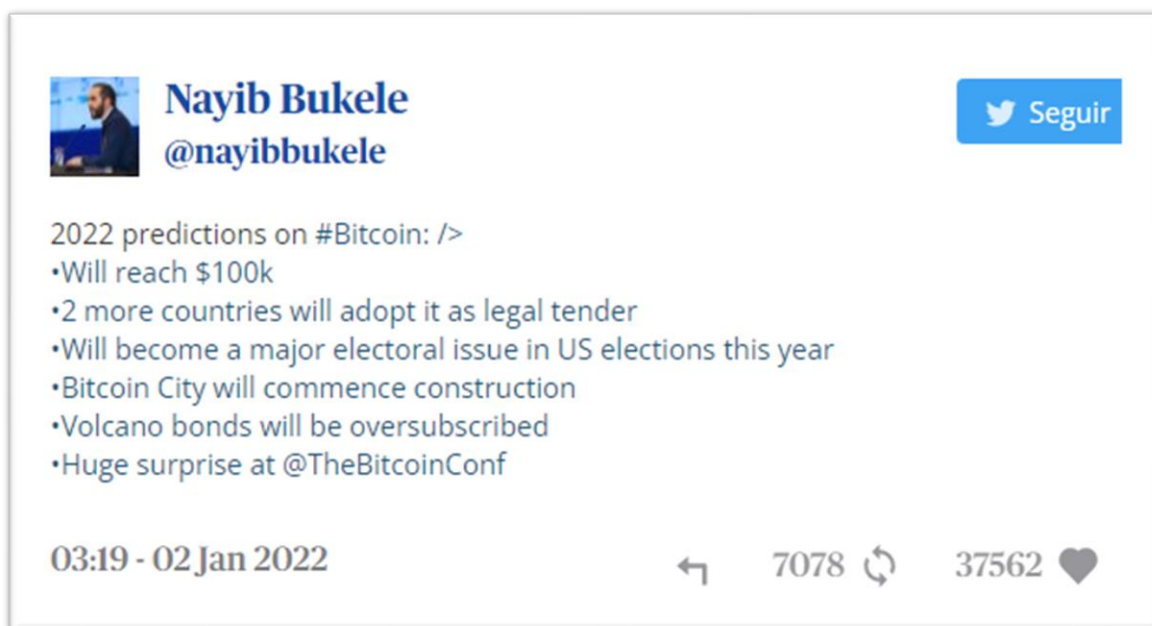 Nayib Bukele
@nayibbukele
Seguir
2022 predictions on #Bitcoin: />
•Will reach $100k
•2 more countries will adopt it as legal tender
•Will become a major electoral issue in US elections this year
•Bitcoin City will commence construction
•Volcano bonds will be oversubscribed
•Huge surprise at @TheBitcoinConf
03:19 - 02 Jan 2022 7078 37562